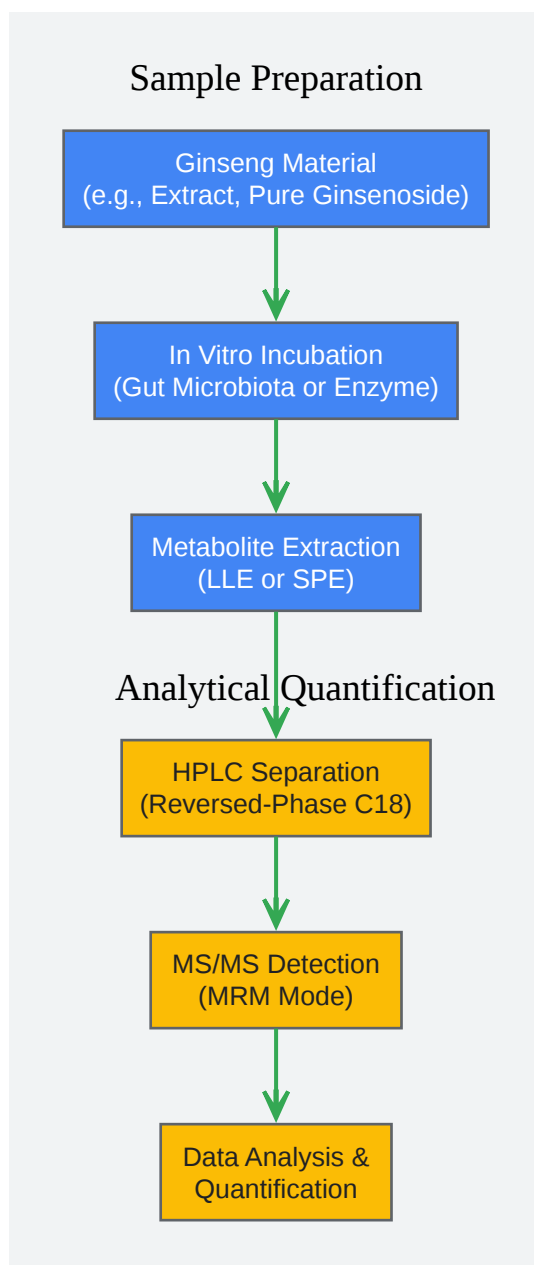 Sample Preparation
Ginseng Material
(e.g., Extract, Pure Ginsenoside)
In Vitro Incubation
(Gut Microbiota or Enzyme)
Metabolite Extraction
(LLE or SPE)
Analytical Quantification
HPLC Separation
(Reversed-Phase C18)
MS/MS Detection
(MRM Mode)
Data Analysis &
Quantification